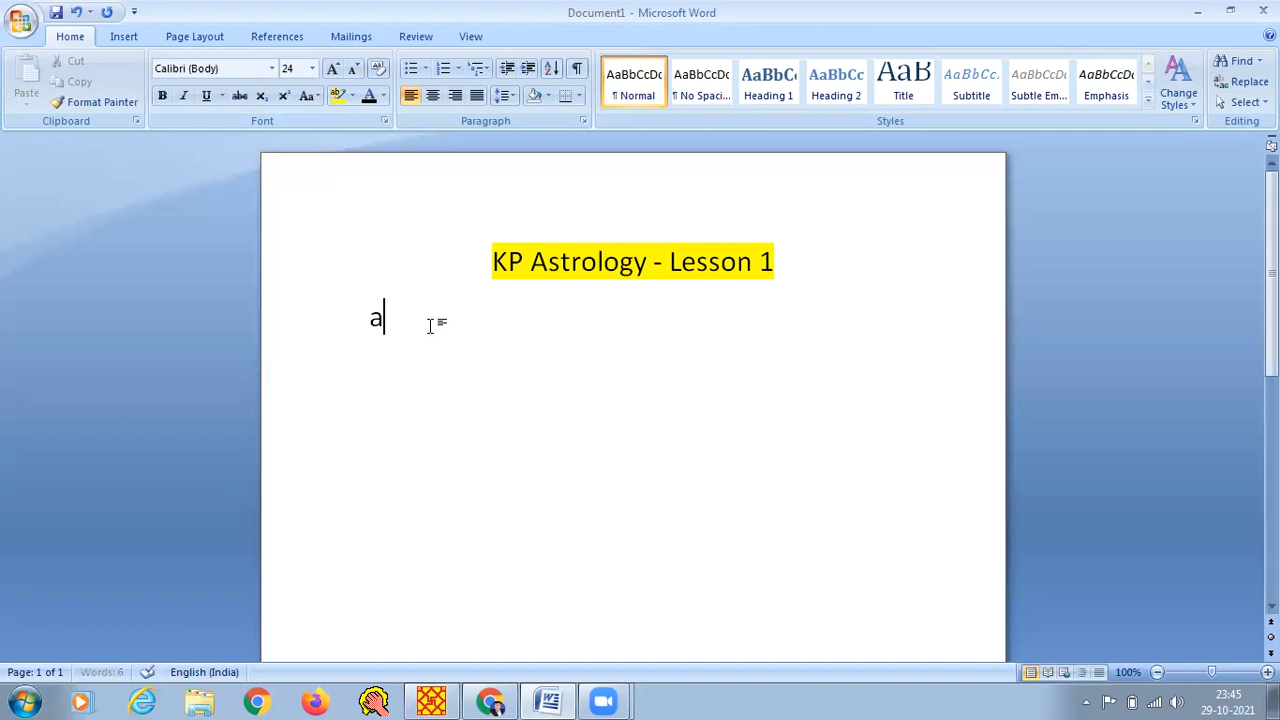 Document1 - Microsoft Word
Home Insert Page Layout References Mailings Review View
Cut
Copy
Format Painter
Paste
Clipboard
Calibri (Body) 24
Font
Paragraph
AaBbCcDc AaBbCcDc AaBbC AaBbCc AaB AaBbCc. AaBbCcDc AaBbCcDc
¶ Normal ¶ No Spaci... Heading 1 Heading 2 Title Subtitle Subtle Em... Emphasis
Styles
Change
Styles
Find
Replace
Select
Editing
KP Astrology - Lesson 1
a
Page: 1 of 1 Words: 6 English (India) 100%
23:45
29-10-2021